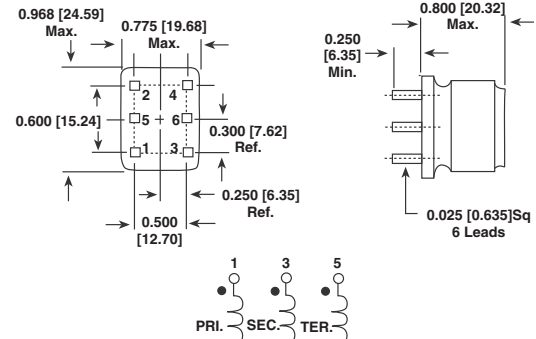 0.968 [24.59]
Max.
0.775 [19.68]
Max.
2 4
5 6
1 3
0.600 [15.24]
0.300 [7.62]
Ref.
0.250 [6.35]
Ref.
0.500
[12.70]
0.800 [20.32]
Max.
0.250
[6.35]
Min.
0.025 [0.635]Sq
6 Leads
1 3 5
PRI. SEC. TER.